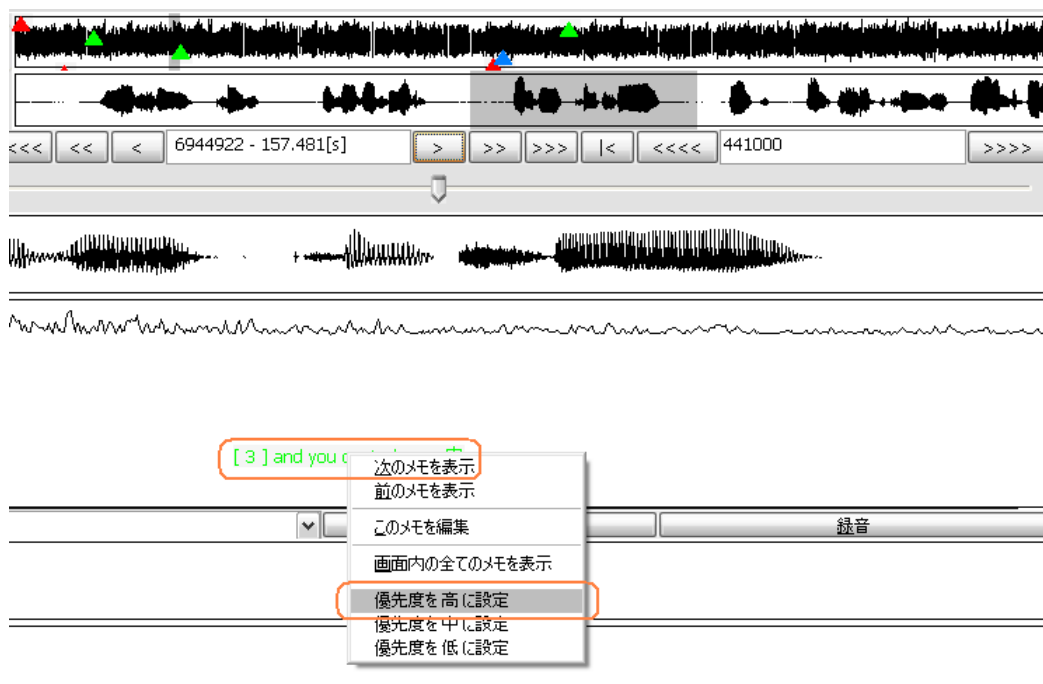 <<< << < 6944922 - 157.481[s] > >> >>> |< <<<< 441000 >>>>
[ 3 ] and you
次のメモを表示
前のメモを表示
このメモを編集
録音
画面内の全てのメモを表示
優先度を高に設定
優先度を中に設定
優先度を低に設定